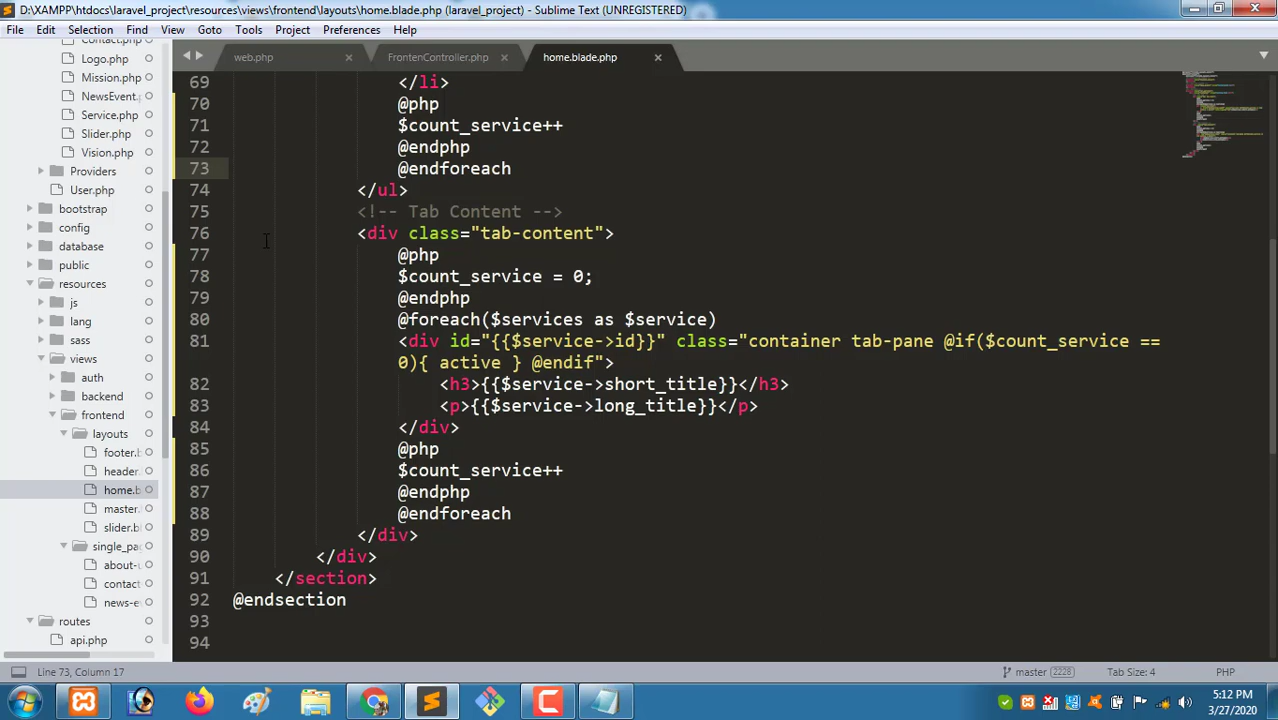 D:\XAMPP\htdocs\laravel_project\resources\views\frontend\layouts\home.blade.php (laravel_project) - Sublime Text (UNREGISTERED)
File Edit Selection Find View Goto Tools Project Preferences Help
Contact.php
Logo.php
Mission.php
NewsEvent.p
Service.php
Slider.php
Vision.php
Providers
User.php
bootstrap
config
database
public
resources
js
lang
sass
views
auth
backend
frontend
layouts
footer.b
header.
home.b
master.
slider.bl
single_pa
about-u
contact
news-e
routes
api.php
web.php FrontenController.php home.blade.php
69 </li>
70 @php
71 $count_service++
72 @endphp
73 @endforeach
74 </ul>
75 <!-- Tab Content -->
76 <div class="tab-content">
77 @php
78 $count_service = 0;
79 @endphp
80 @foreach($services as $service)
81 <div id="{{$service->id}}" class="container tab-pane @if($count_service ==
0){ active } @endif">
82 <h3>{{$service->short_title}}</h3>
83 <p>{{$service->long_title}}</p>
84 </div>
85 @php
86 $count_service++
87 @endphp
88 @endforeach
89 </div>
90 </div>
91 </section>
92 @endsection
93
94
Line 73, Column 17 master 2228 Tab Size: 4 PHP
5:12 PM
3/27/2020